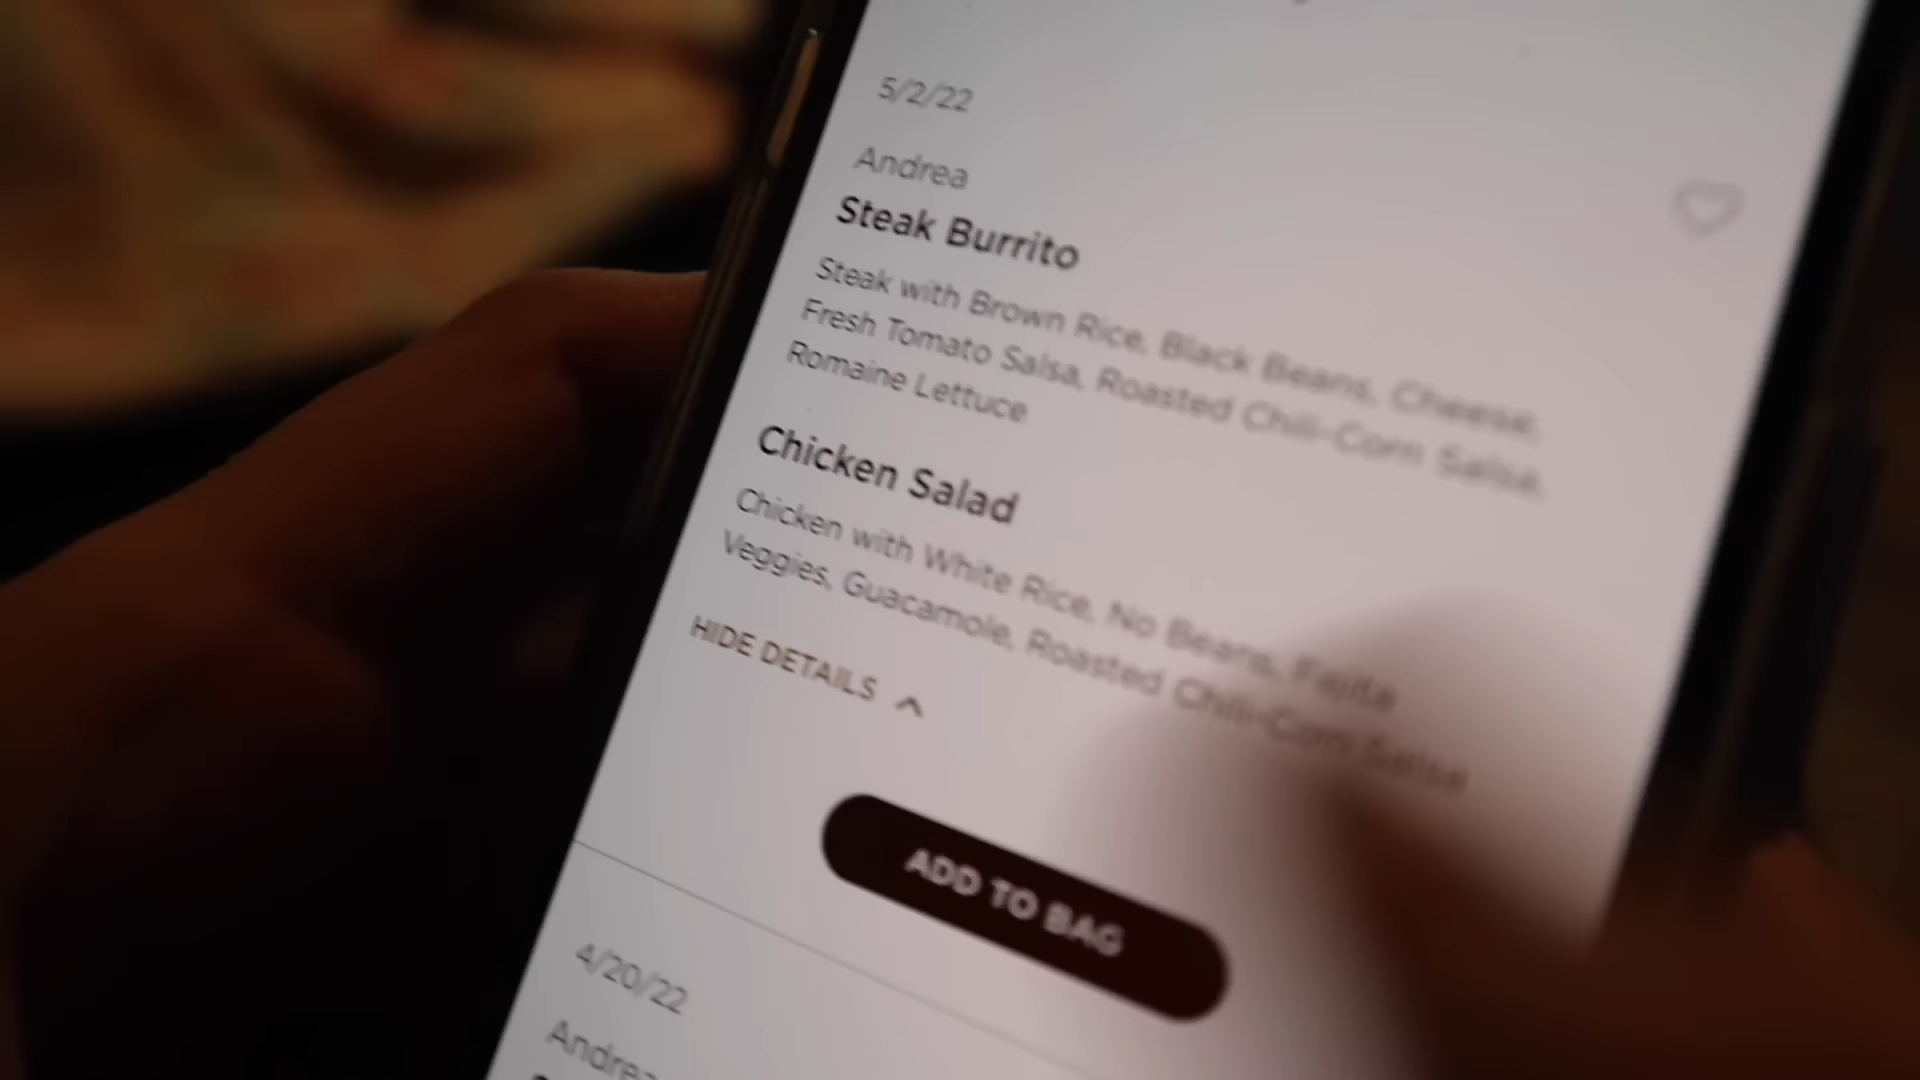 5/2/22
Andrea
Steak Burrito
Steak with Brown Rice, Black Beans, Cheese,
Fresh Tomato Salsa, Roasted Chili-Corn Salsa,
Romaine Lettuce
Chicken Salad
Chicken with White Rice, No Beans, Fajita
Veggies, Guacamole, Roasted Chili-Corn Salsa
HIDE DETAILS
ADD TO BAG
4/20/22
Andrea